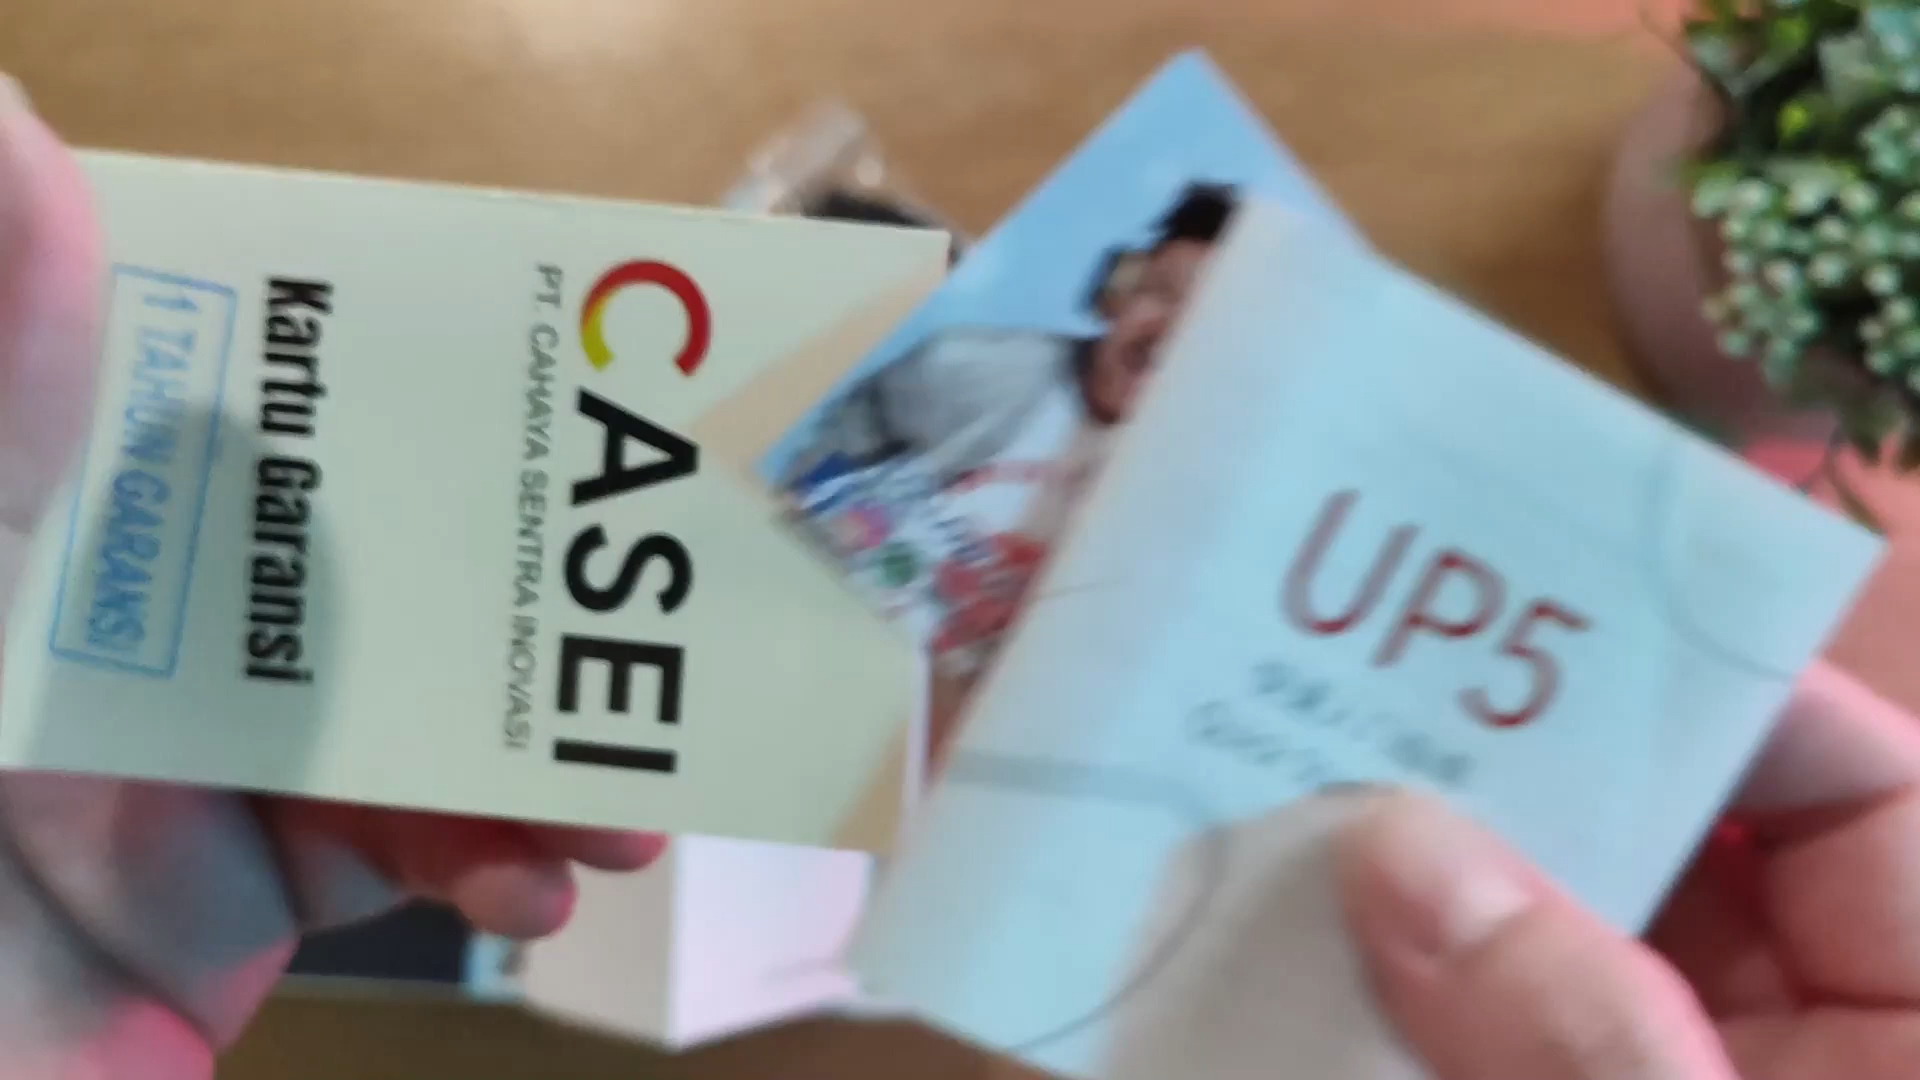 CASEI
PT. CAHAYA SENTRA INOVASI
Kartu Garansi
1 TAHUN GARANSI
UP5